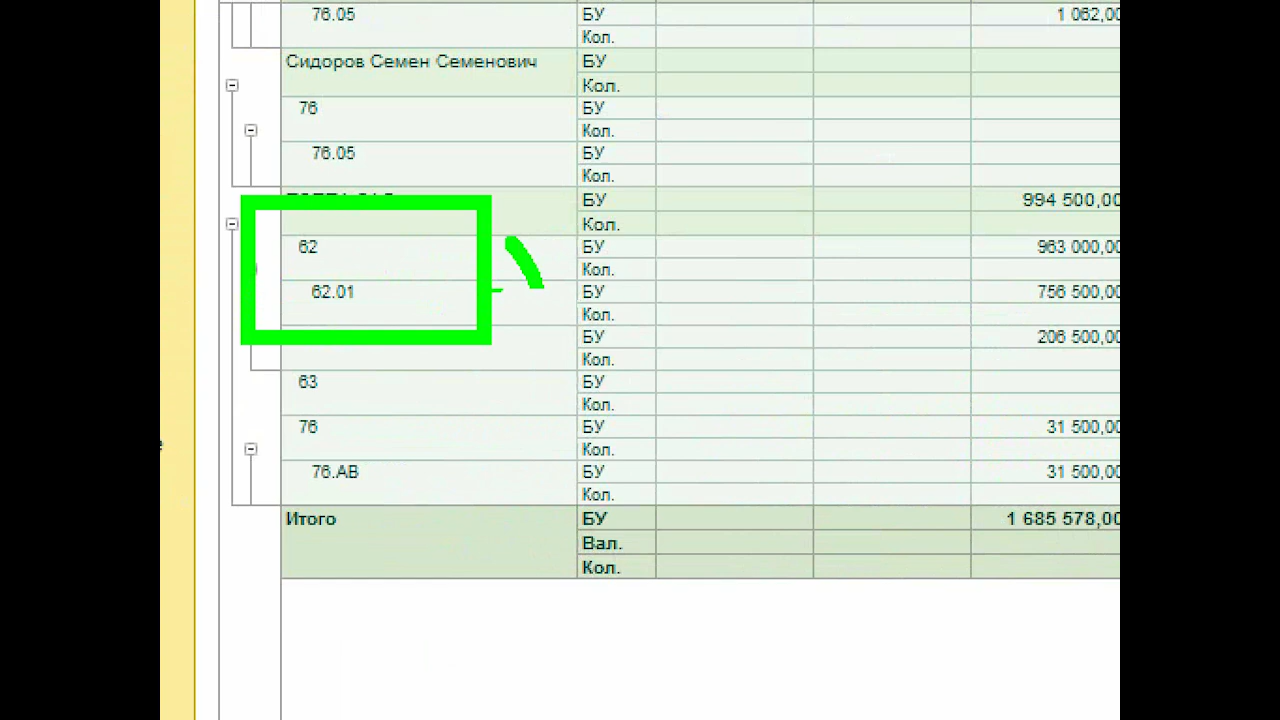 76.05 БУ 1 062,00
Кол.
Сидоров Семен Семенович БУ
Кол.
76 БУ
Кол.
76.05 БУ
Кол.
БУ 994 500,00
Кол.
62 БУ 963 000,00
Кол.
62.01 БУ 756 500,00
Кол.
БУ 206 500,00
Кол.
63 БУ
Кол.
76 БУ 31 500,00
Кол.
76.АВ БУ 31 500,00
Кол.
Итого БУ 1 685 578,00
Вал.
Кол.